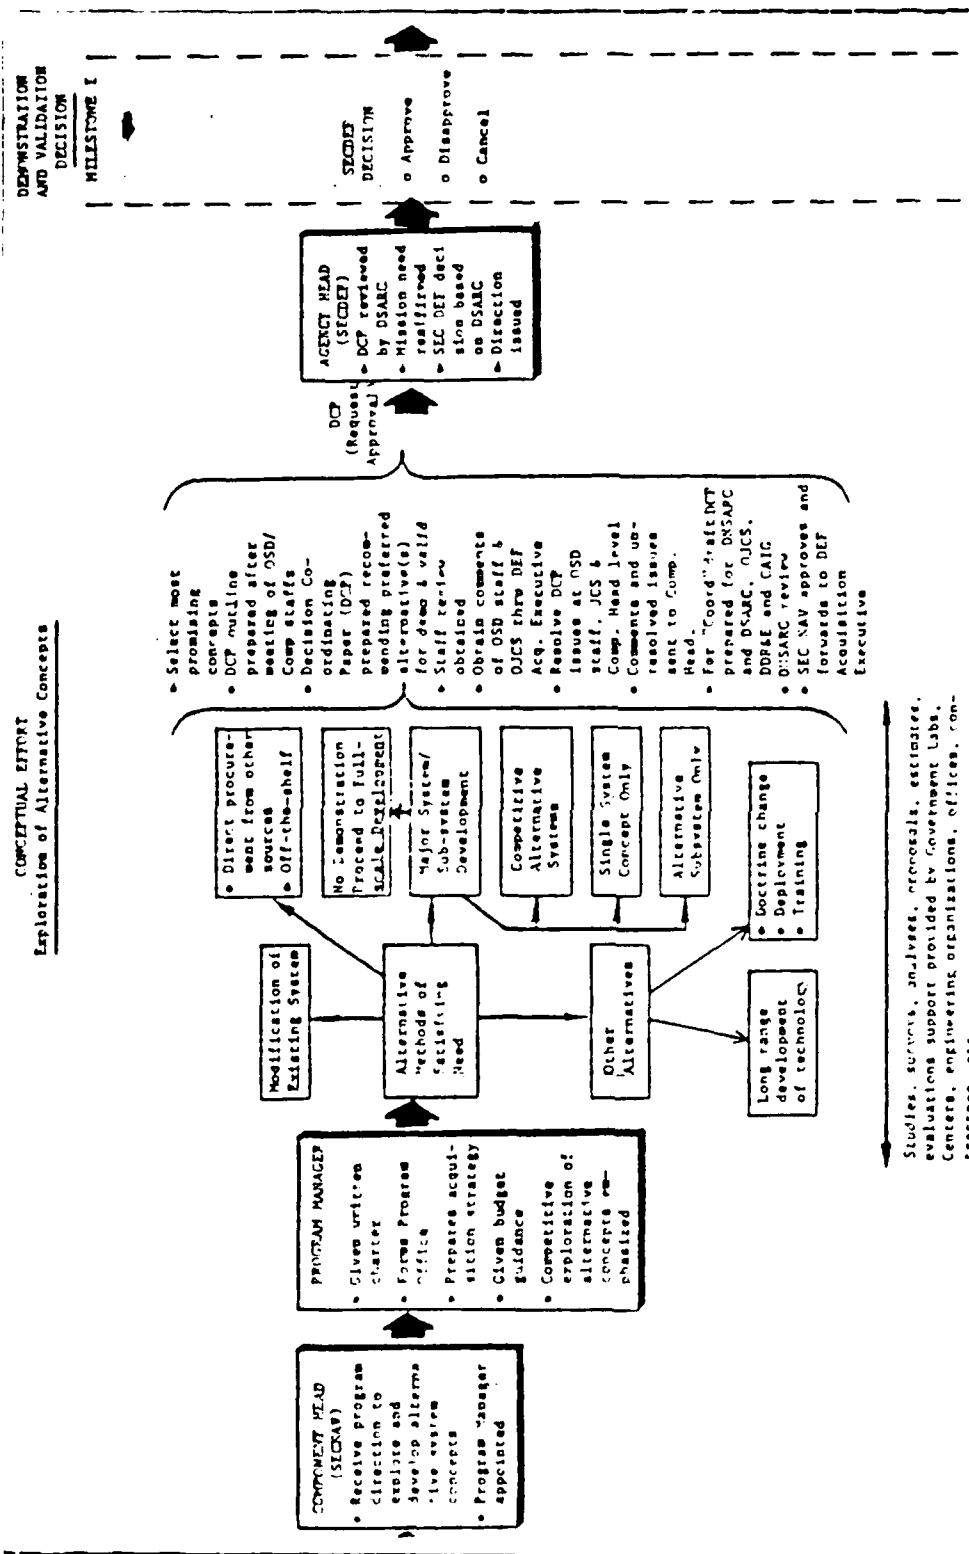 CONCEPTUAL EFFORT
Exploration of Alternative Concepts
DEMONSTRATION
AND VALIDATION
DECISION
MILESTONE I
COMPONENT HEAD
(SECNAV)
• Receive program
direction to
explore and
develop alterna
tive system
concepts
• Program Manager
appointed
PROGRAM MANAGER
• Given written
charter
• Forms Program
Office
• Prepares acqui-
sition strategy
• Given budget
guidance
• Competitive
exploration of
alternative
concepts em-
phasized
Modification of
Existing System
Alternative
Methods of
Satisfying
Need
Other
Alternatives
Long range
development
of technology
• Doctrine change
• Deployment
• Training
• Direct procure-
ment from other
sources
• Off-the-shelf
No Demonstration
Proceed to Full-
scale Development
Major System/
Sub-system
Development
Competitive
Alternative
Systems
Single System
Concept Only
Alternative
Subsystem Only
• Select most
promising
concepts
• DCP outline
prepared after
meeting of OSD/
Comp staffs
• Decision Co-
ordinating
Paper (DCP)
prepared recom-
mending preferred
alternative(s)
for demo & valid
• Staff review
obtained
• Obtain comments
of OSD staff &
OJCS thru DEF
Acq. Executive
• Resolve DCP
issues at OSD
staff, JCS &
Comp. Head level
• Comments and un-
resolved issues
sent to Comp.
Head.
• For "Coord" draft DCP
prepared for DNSARC
and DSARC, OJCS,
DDR&E and CAIG
• DNSARC review
• SEC NAV approves and
forwards to DEF
Acquisition
Executive
DCP
(Request
Approval
AGENCY HEAD
(SECDEF)
• DCP reviewed
by DSARC
• Mission need
reaffirmed
• SEC DEF deci
sion based
on DSARC
• Direction
issued
SECDEF
DECISION
o Approve
o Disapprove
o Cancel
Studies, surveys, analyses, proposals, estimates,
evaluations support provided by Government Labs,
Centers, engineering organizations, offices, con-